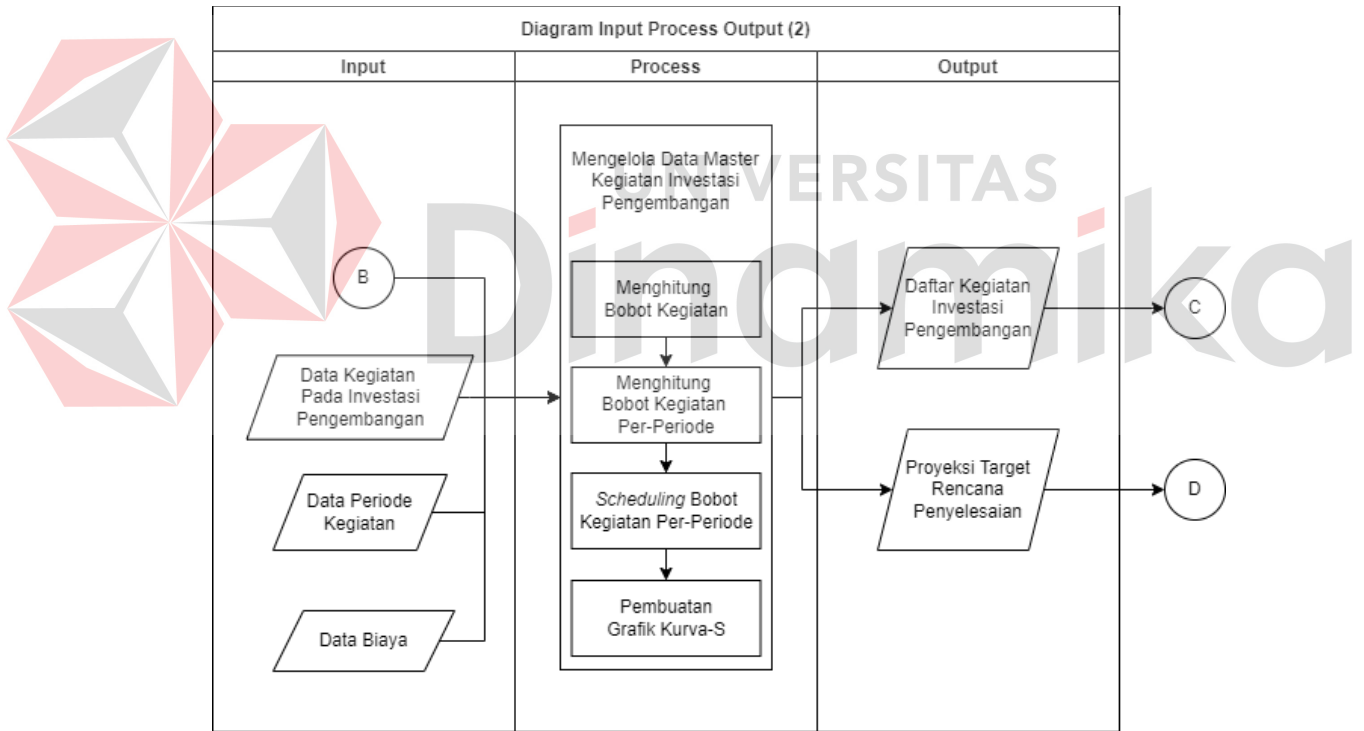 Diagram Input Process Output (2)
Input
Process
Output
B
Data Kegiatan
Pada Investasi
Pengembangan
Data Periode
Kegiatan
Data Biaya
Mengelola Data Master
Kegiatan Investasi
Pengembangan
Menghitung
Bobot Kegiatan
Menghitung
Bobot Kegiatan
Per-Periode
Scheduling Bobot
Kegiatan Per-Periode
Pembuatan
Grafik Kurva-S
Daftar Kegiatan
Investasi
Pengembangan
Proyeksi Target
Rencana
Penyelesaian
C
D
UNIVERSITAS
Dinamika